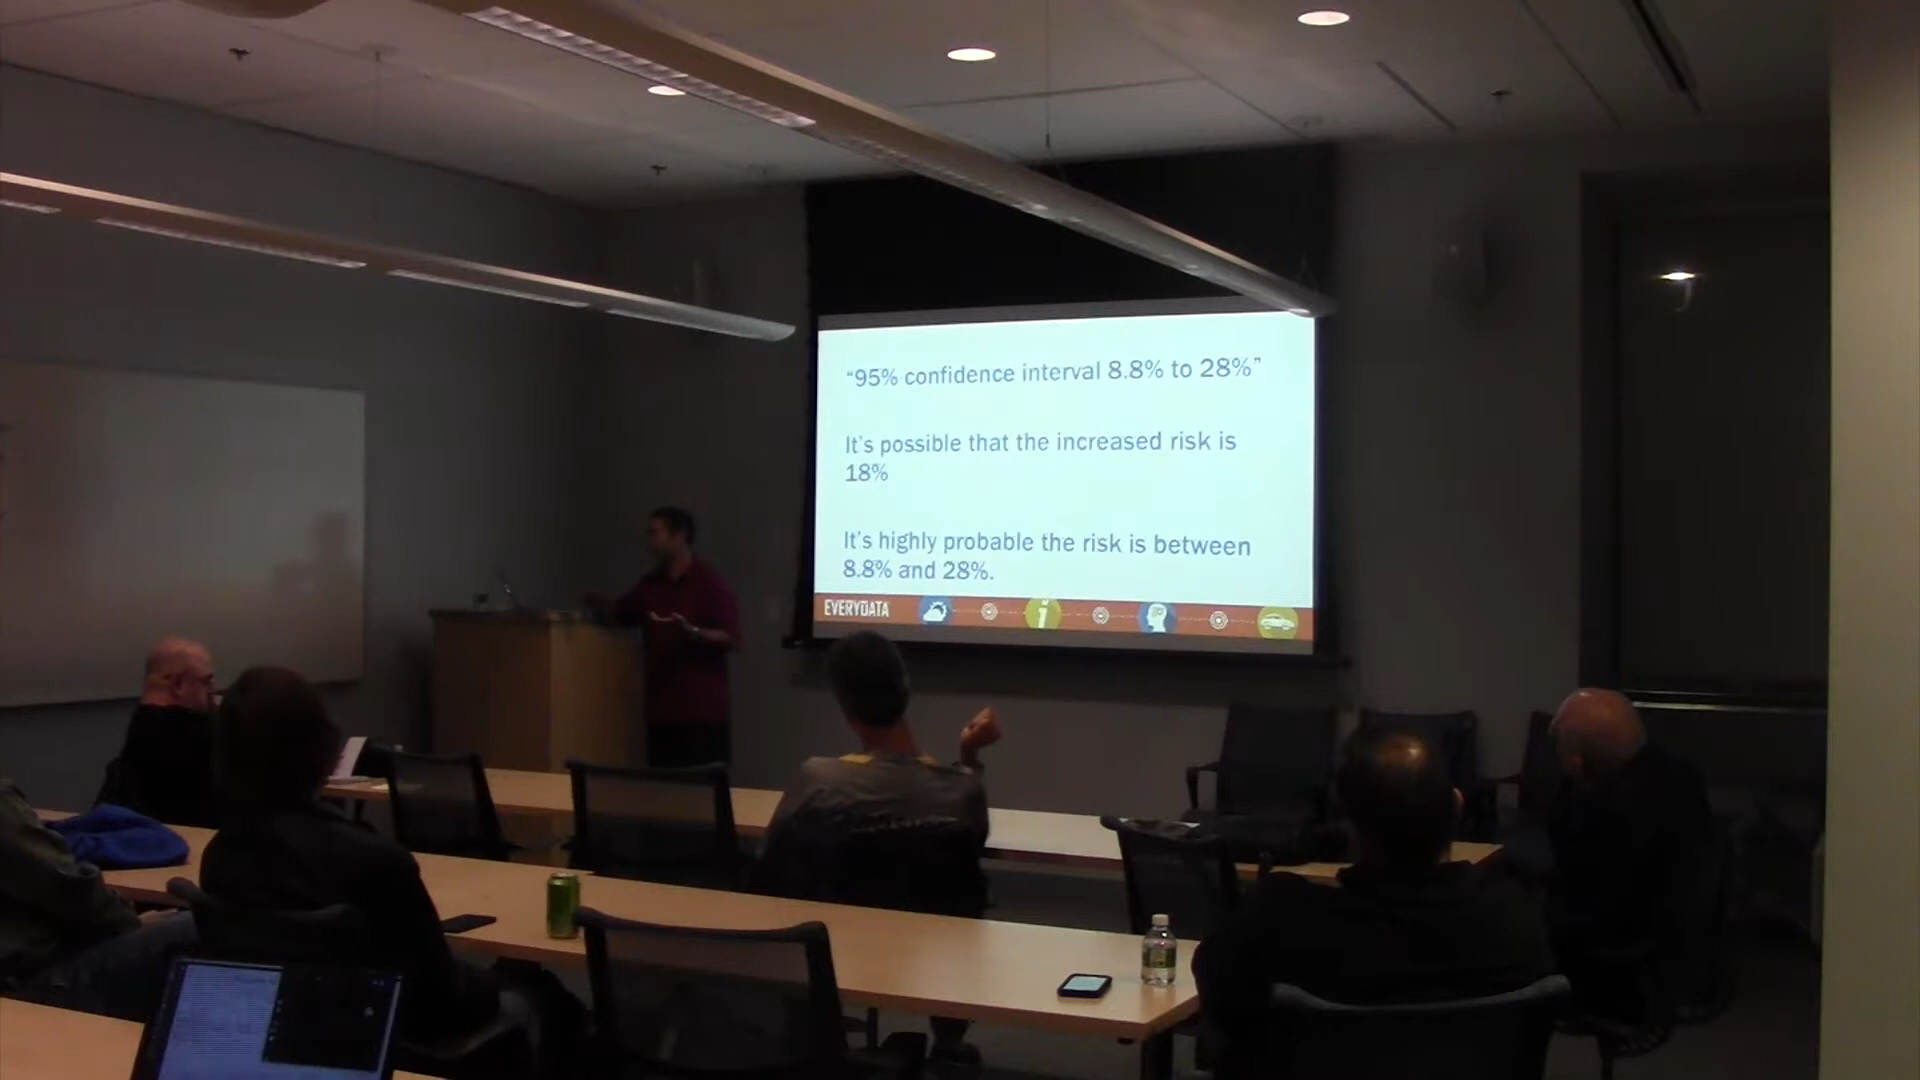 “95% confidence interval 8.8% to 28%”
It's possible that the increased risk is
18%
It's highly probable the risk is between
8.8% and 28%.
EVERYDATA